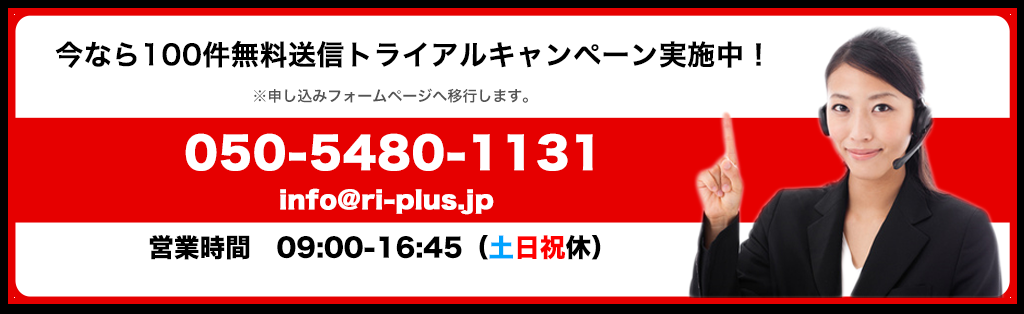 今なら100件無料送信トライアルキャンペーン実施中！
※申し込みフォームページへ移行します。
050-5480-1131
info@ri-plus.jp
営業時間　09:00-16:45（土日祝休）